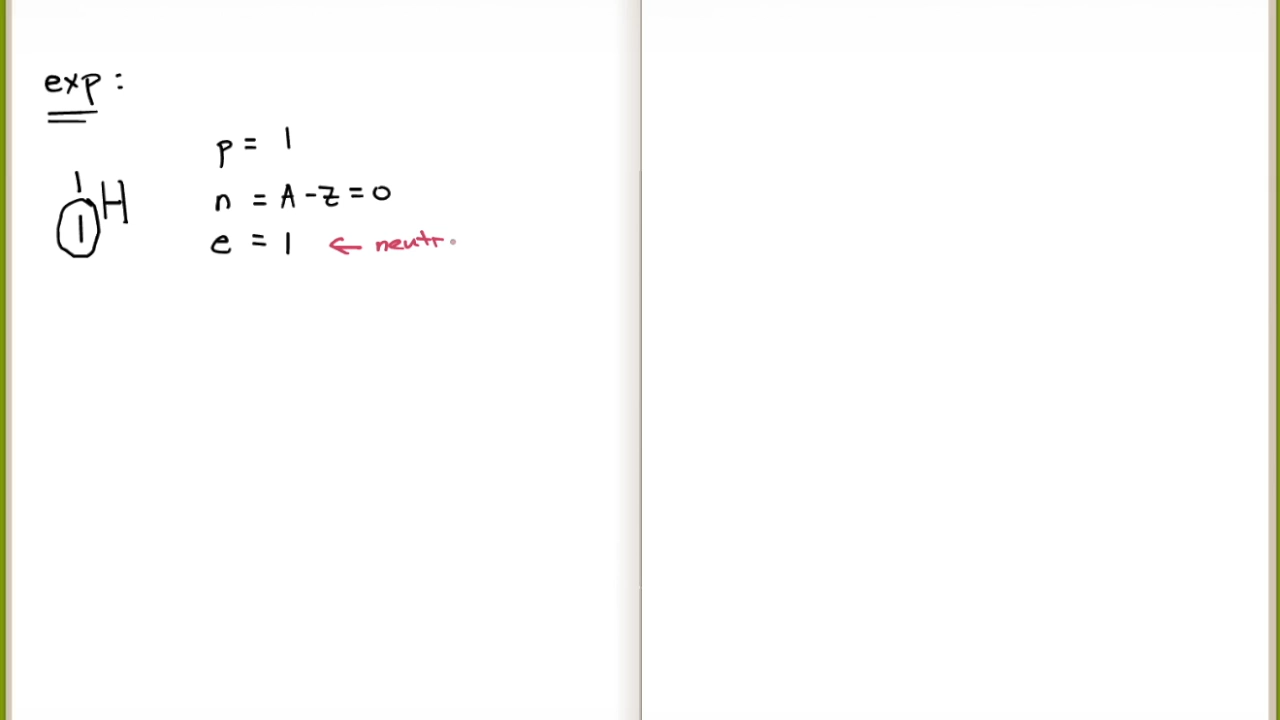 exp :
p = 1
1
H
n = A - Z = 0
1
e = 1 ← neutr